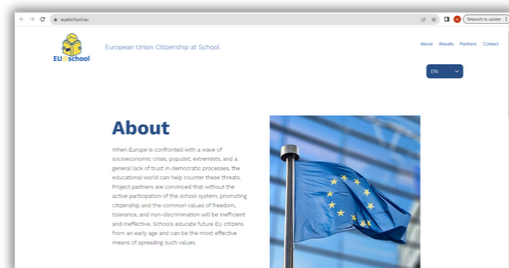 euatschool.eu
Relaunch to update
EU@school
European Union Citizenship at School
About Results Partners Contact
EN
About
When Europe is confronted with a wave of
socioeconomic crisis, populist, extremists, and a
general lack of trust in democratic processes, the
educational world can help counter these threats.
Project partners are convinced that without the
active participation of the school system, promoting
citizenship and the common values of freedom,
tolerance, and non-discrimination will be inefficient
and ineffective. Schools educate future EU citizens
from an early age and can be the most effective
means of spreading such values.